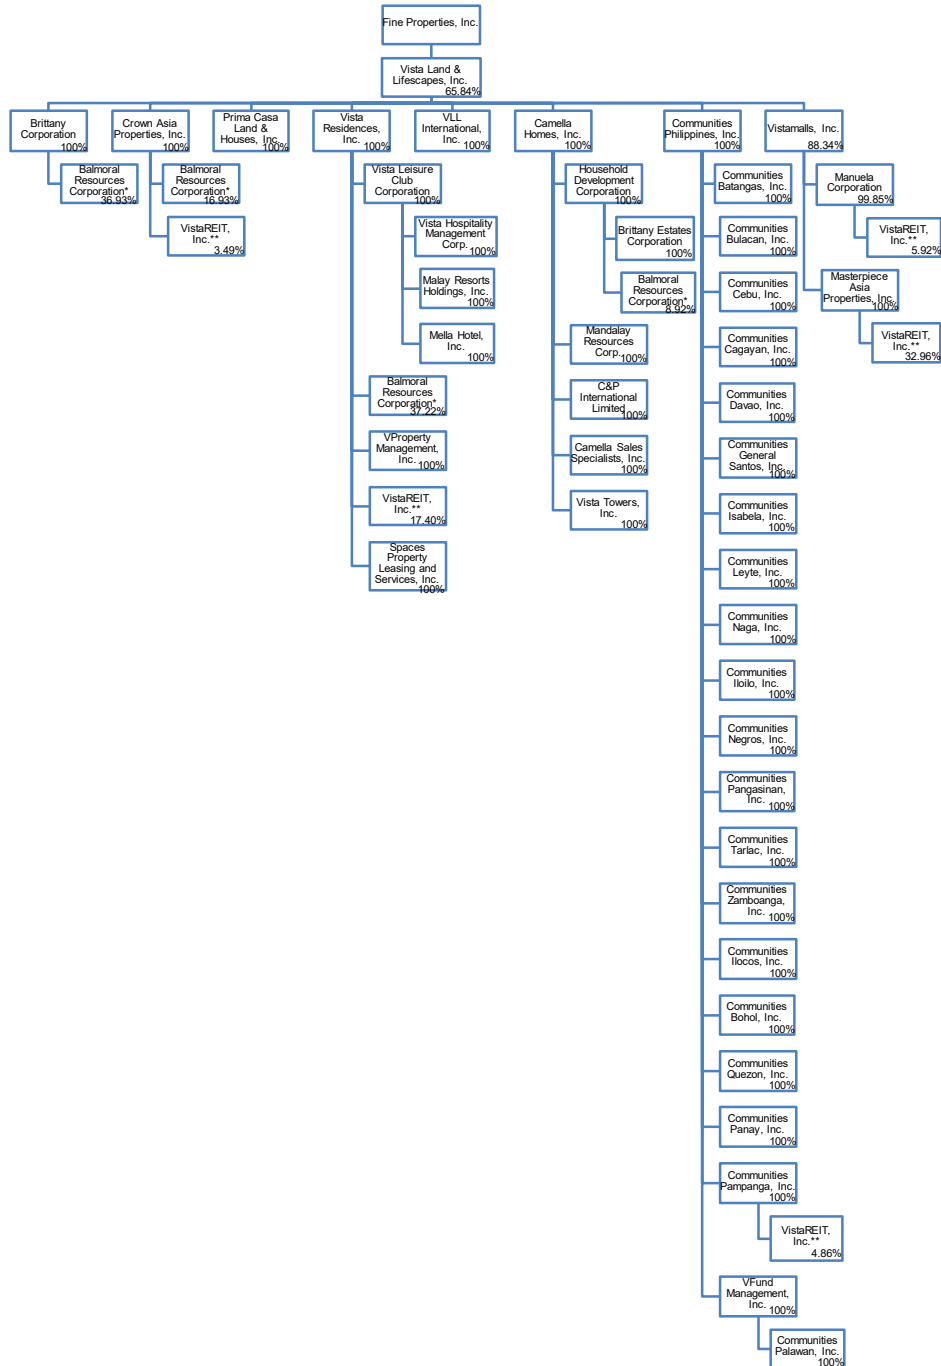 Fine Properties, Inc.
Vista Land &
Lifescapes, Inc.
65.84%
Brittany
Corporation
100%
Crown Asia
Properties, Inc.
100%
Prima Casa
Land &
Houses, Inc.
100%
Vista
Residences,
Inc.
100%
VLL
International,
Inc.
100%
Camella
Homes, Inc.
100%
Communities
Philippines, Inc.
100%
Vistamalls, Inc.
88.34%
Balmoral
Resources
Corporation*
36.93%
Balmoral
Resources
Corporation*
16.93%
VistaREIT,
Inc.**
3.49%
Vista Leisure
Club
Corporation
100%
Vista Hospitality
Management
Corp.
100%
Malay Resorts
Holdings, Inc.
100%
Mella Hotel,
Inc.
100%
Balmoral
Resources
Corporation*
37.22%
VProperty
Management,
Inc.
100%
VistaREIT,
Inc.**
17.40%
Spaces
Property
Leasing and
Services, Inc.
100%
Household
Development
Corporation
100%
Brittany Estates
Corporation
100%
Balmoral
Resources
Corporation*
8.92%
Mandalay
Resources
Corp.
100%
C&P
International
Limited
100%
Camella Sales
Specialists, Inc.
100%
Vista Towers,
Inc.
100%
Communities
Batangas, Inc.
100%
Communities
Bulacan, Inc.
100%
Communities
Cebu, Inc.
100%
Communities
Cagayan, Inc.
100%
Communities
Davao, Inc.
100%
Communities
General
Santos, Inc.
100%
Communities
Isabela, Inc.
100%
Communities
Leyte, Inc.
100%
Communities
Naga, Inc.
100%
Communities
Iloilo, Inc.
100%
Communities
Negros, Inc.
100%
Communities
Pangasinan,
Inc.
100%
Communities
Tarlac, Inc.
100%
Communities
Zamboanga,
Inc.
100%
Communities
Ilocos, Inc.
100%
Communities
Bohol, Inc.
100%
Communities
Quezon, Inc.
100%
Communities
Panay, Inc.
100%
Communities
Pampanga, Inc.
100%
VistaREIT,
Inc.**
4.86%
VFund
Management,
Inc.
100%
Communities
Palawan, Inc.
100%
Manuela
Corporation
99.85%
VistaREIT,
Inc.**
5.92%
Masterpiece
Asia
Properties, Inc.
100%
VistaREIT,
Inc.**
32.96%